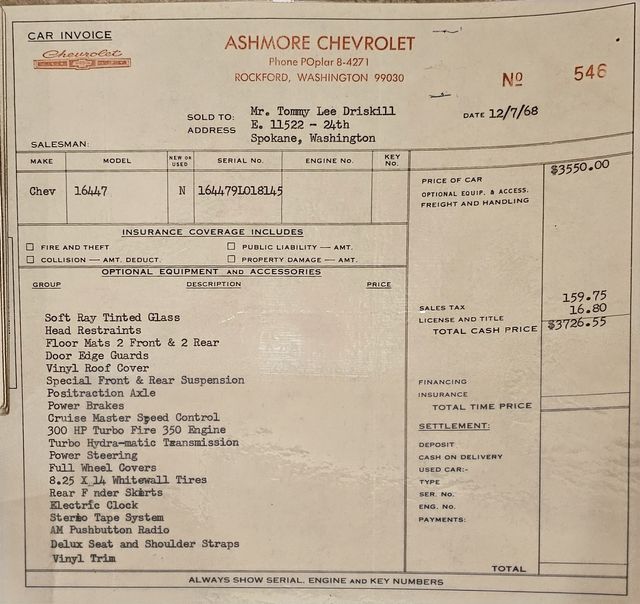 CAR INVOICE
Chevrolet
ASHMORE CHEVROLET
Phone POplar 8-4271
ROCKFORD, WASHINGTON 99030
No 546
SOLD TO: Mr. Tommy Lee Driskill
ADDRESS E. 11522 - 24th
Spokane, Washington
DATE 12/7/68
SALESMAN:
MAKE MODEL NEW OR USED SERIAL No. ENGINE No. KEY No.
Chev 16447 N 164479L018145
PRICE OF CAR $3550.00
OPTIONAL EQUIP. & ACCESS.
FREIGHT AND HANDLING
INSURANCE COVERAGE INCLUDES
FIRE AND THEFT PUBLIC LIABILITY — AMT.
COLLISION — AMT. DEDUCT. PROPERTY DAMAGE — AMT.
OPTIONAL EQUIPMENT AND ACCESSORIES
GROUP DESCRIPTION PRICE
Soft Ray Tinted Glass
Head Restraints
Floor Mats 2 Front & 2 Rear
Door Edge Guards
Vinyl Roof Cover
Special Front & Rear Suspension
Positraction Axle
Power Brakes
Cruise Master Speed Control
300 HP Turbo Fire 350 Engine
Turbo Hydra-matic Transmission
Power Steering
Full Wheel Covers
8.25 X 14 Whitewall Tires
Rear F nder Skirts
Electric Clock
Stereo Tape System
AM Pushbutton Radio
Delux Seat and Shoulder Straps
Vinyl Trim
SALES TAX 159.75
LICENSE AND TITLE 16.80
TOTAL CASH PRICE $3726.55
FINANCING
INSURANCE
TOTAL TIME PRICE
SETTLEMENT:
DEPOSIT
CASH ON DELIVERY
USED CAR:-
TYPE
SER. No.
ENG. No.
PAYMENTS:
TOTAL
ALWAYS SHOW SERIAL, ENGINE AND KEY NUMBERS